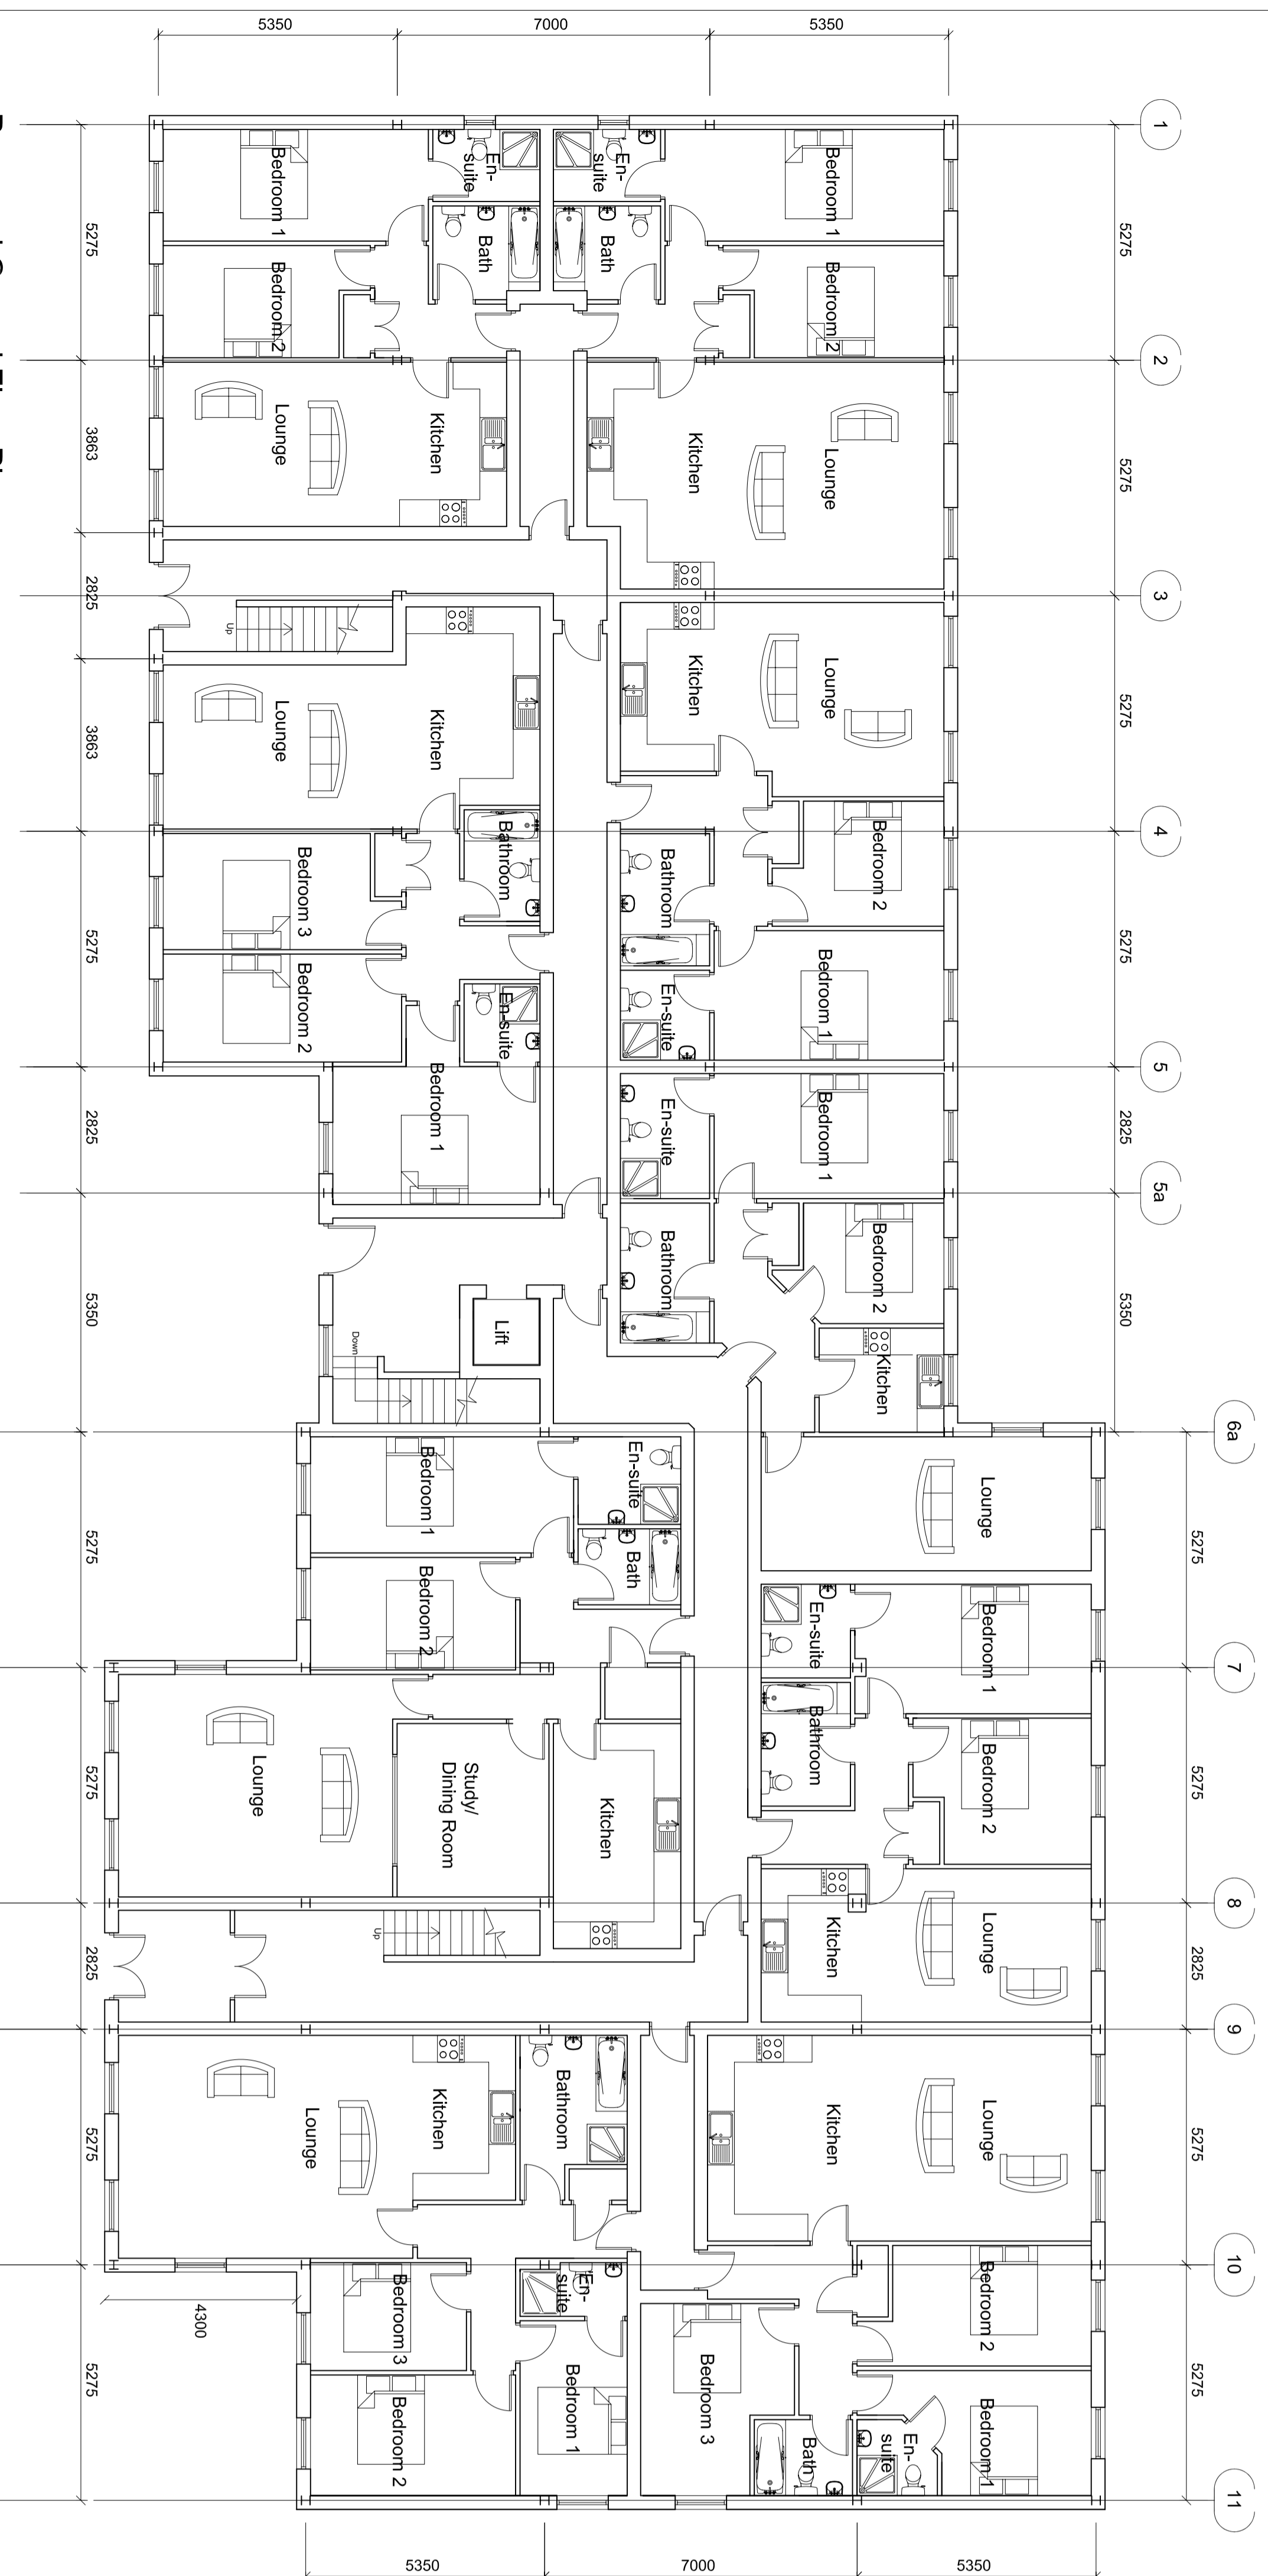 5350
7000
5350
1
Bedroom 1
En-
suite
En-
suite
Bedroom 1
5275
Bath
Bath
5275
Bedroom 2
Bedroom 2
2
3863
Lounge
Kitchen
Kitchen
Lounge
5275
2825
Up
3
3863
Lounge
Kitchen
Kitchen
Lounge
5275
4
Bathroom
Bathroom
Bedroom 2
5275
Bedroom 3
5275
Bedroom 2
En-suite
En-suite
Bedroom 1
5
2825
Bedroom 1
En-suite
Bedroom 1
2825
5a
Bathroom
Bedroom 2
5350
Lift
5350
Down
Kitchen
6a
5275
Bedroom 1
En-suite
Lounge
5275
Bedroom 2
Bath
En-suite
Bedroom 1
7
5275
Lounge
Study/
Dining Room
Kitchen
Bathroom
Bedroom 2
5275
8
2825
Up
Kitchen
Lounge
2825
9
5275
Lounge
Kitchen
Bathroom
Kitchen
Lounge
5275
10
4300
Bedroom 3
En-
suite
Bedroom 2
5275
Bedroom 2
Bedroom 1
Bedroom 3
Bath
En-
suite
Bedroom 1
5275
11
5350
7000
5350